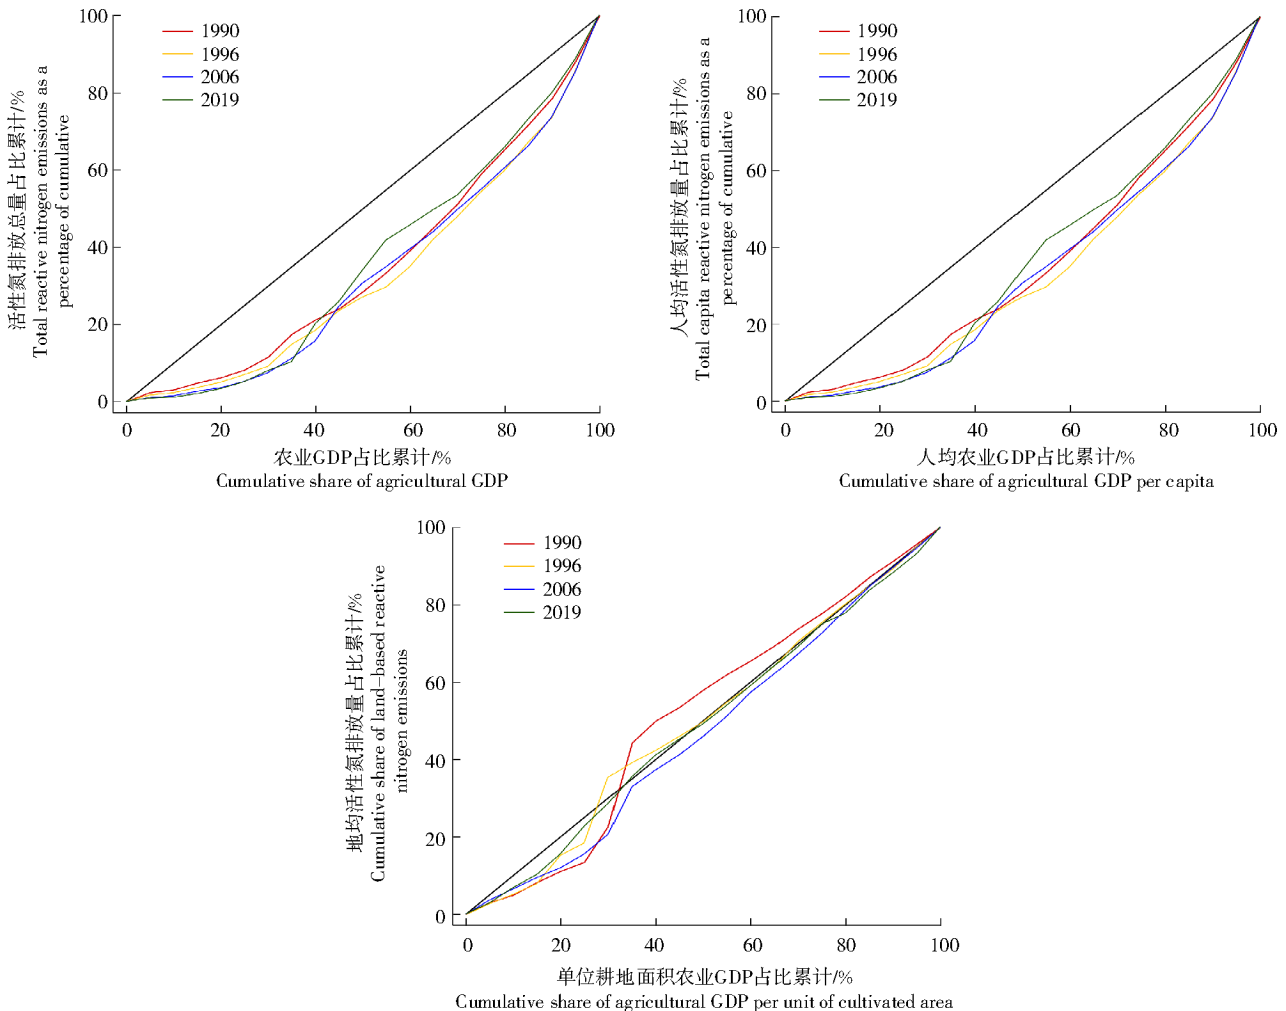 活性氮排放总量占比累计/%
Total reactive nitrogen emissions as a
percentage of cumulative
100
80
60
40
20
0
1990
1996
2006
2019
0 20 40 60 80 100
农业GDP占比累计/%
Cumulative share of agricultural GDP
人均活性氮排放量占比累计/%
Total capita reactive nitrogen emissions as a
percentage of cumulative
100
80
60
40
20
0
1990
1996
2006
2019
0 20 40 60 80 100
人均农业GDP占比累计/%
Cumulative share of agricultural GDP per capita
地均活性氮排放量占比累计/%
Cumulative share of land-based reactive
nitrogen emissions
100
80
60
40
20
0
1990
1996
2006
2019
0 20 40 60 80 100
单位耕地面积农业GDP占比累计/%
Cumulative share of agricultural GDP per unit of cultivated area